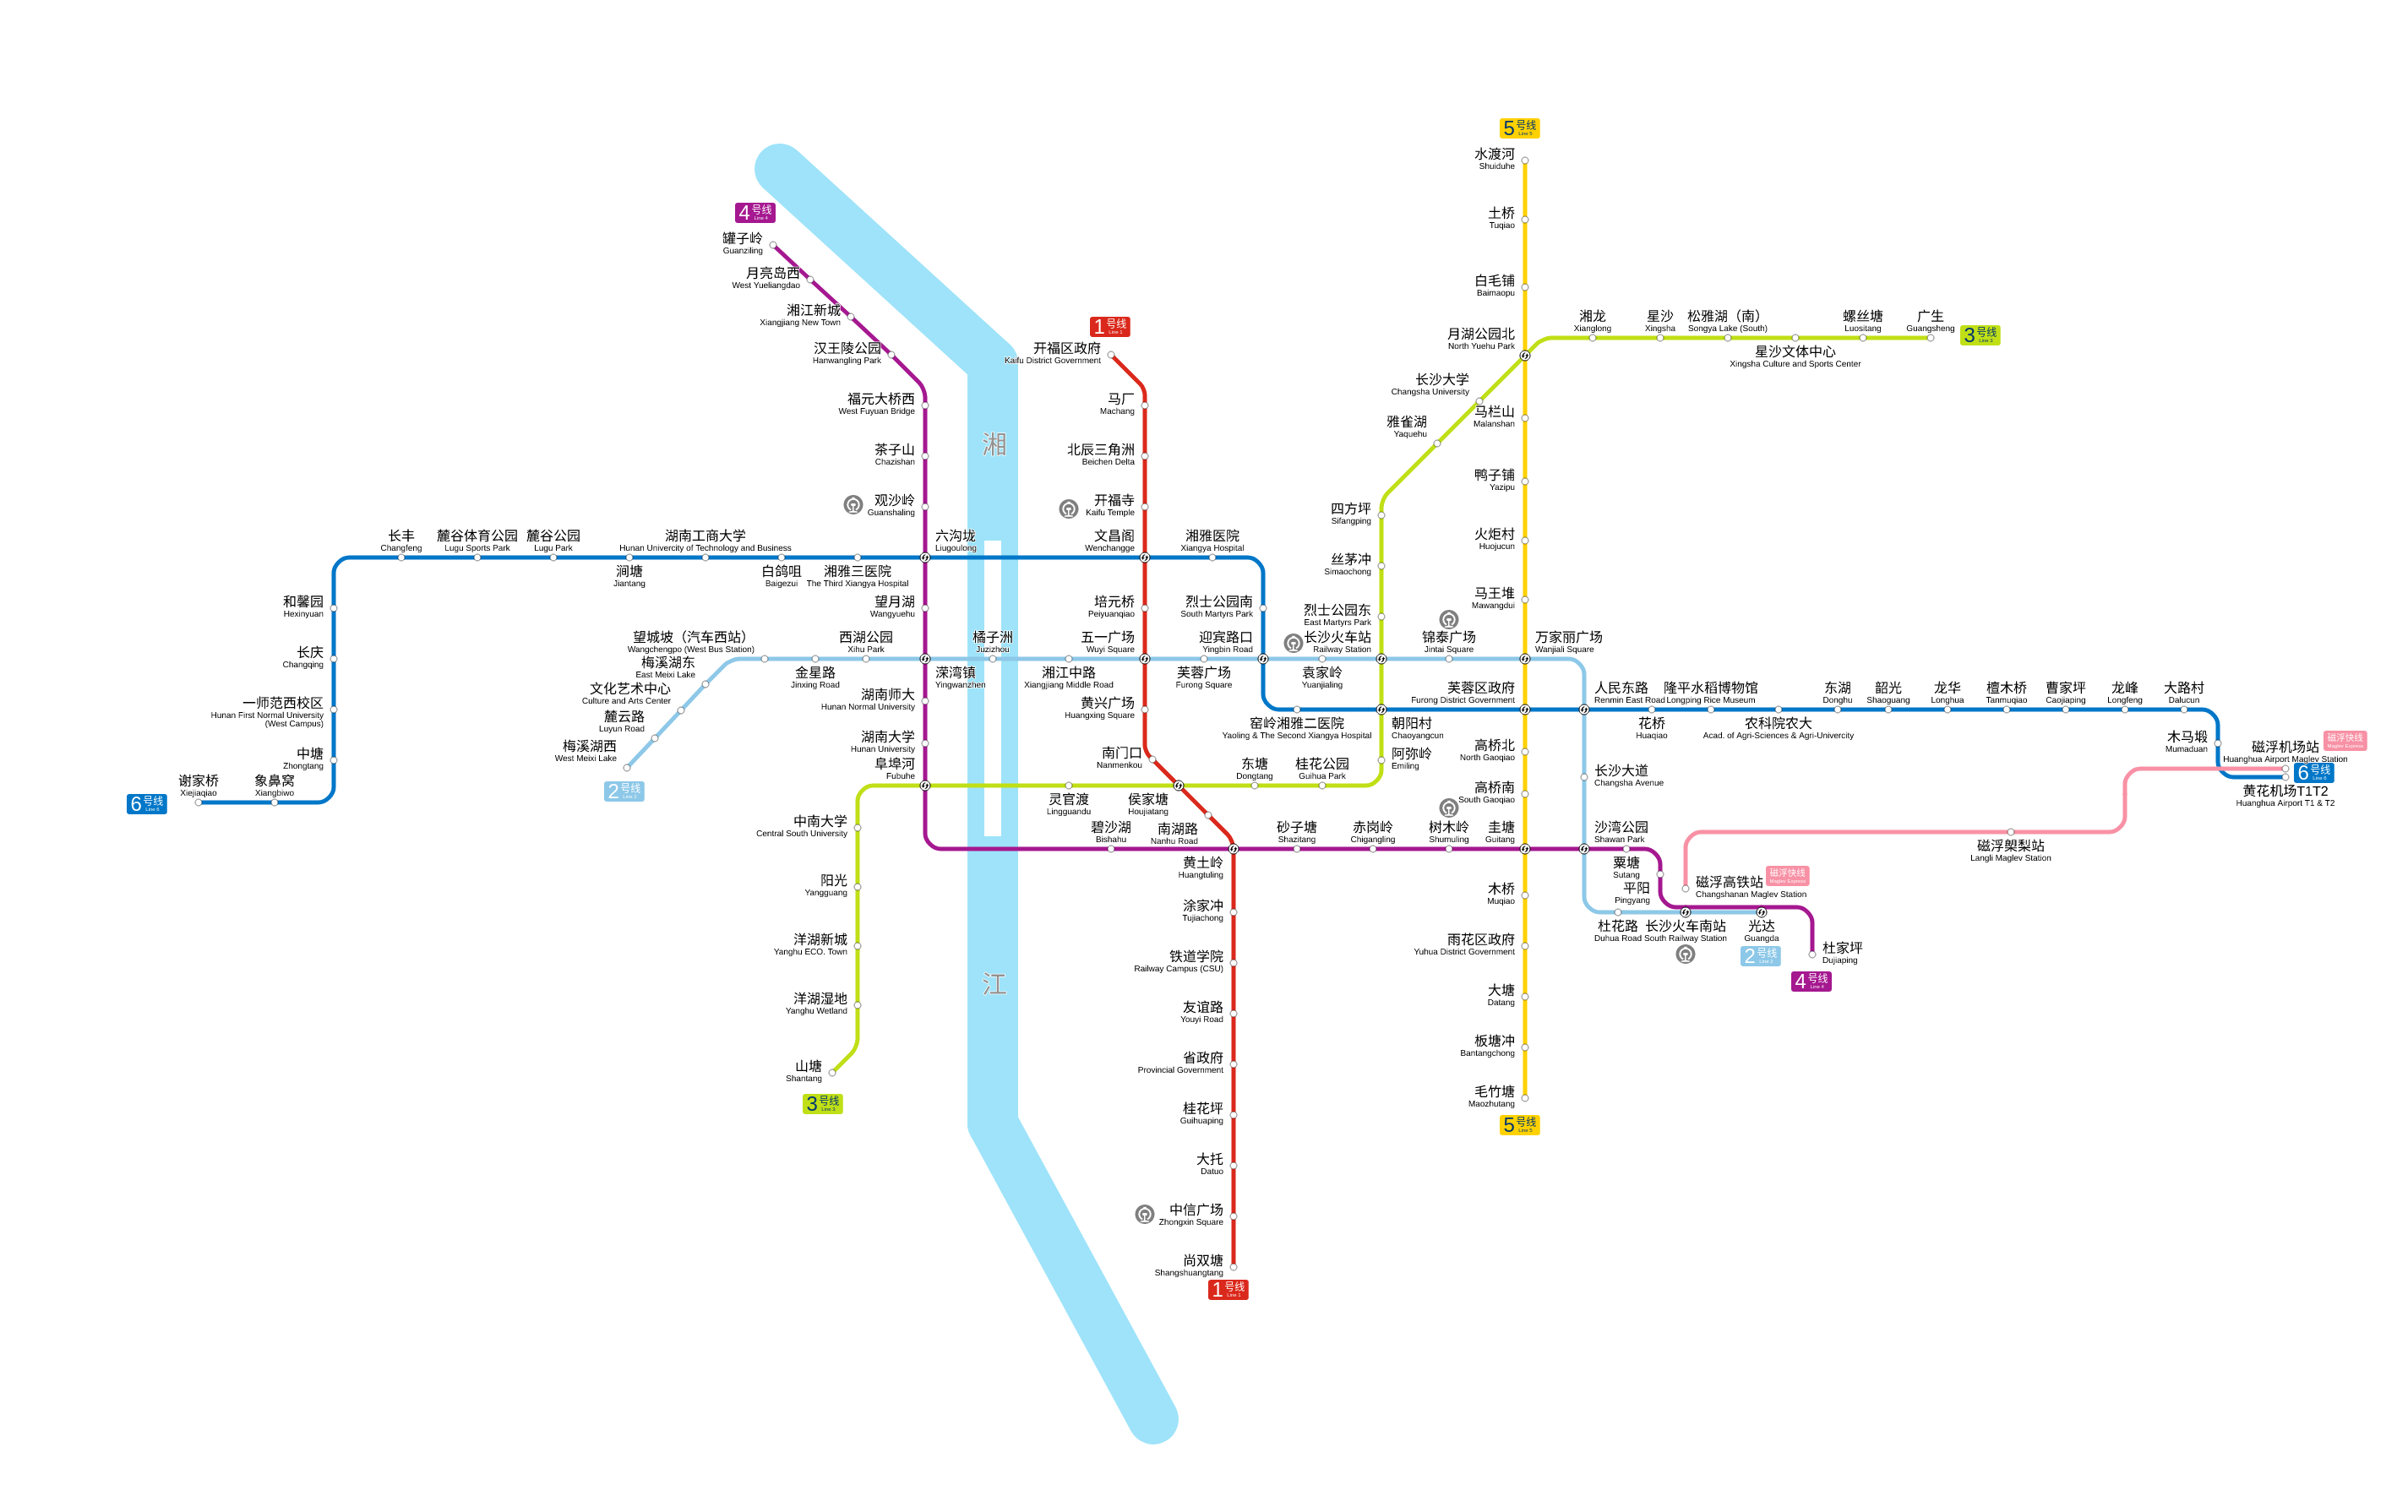 5号线
Line 5
水渡河
Shuiduhe
土桥
Tuqiao
白毛铺
Baimaopu
月湖公园北
North Yuehu Park
4号线
Line 4
罐子岭
Guanziling
月亮岛西
West Yueliangdao
湘江新城
Xiangjiang New Town
汉王陵公园
Hanwangling Park
福元大桥西
West Fuyuan Bridge
茶子山
Chazishan
观沙岭
Guanshaling
1号线
Line 1
开福区政府
Kaifu District Government
马厂
Machang
北辰三角洲
Beichen Delta
开福寺
Kaifu Temple
湘
湘龙
Xianglong
星沙
Xingsha
松雅湖（南）
Songya Lake (South)
星沙文体中心
Xingsha Culture and Sports Center
螺丝塘
Luositang
广生
Guangsheng
3号线
Line 3
长沙大学
Changsha University
雅雀湖
Yaquehu
马栏山
Malanshan
鸭子铺
Yazipu
火炬村
Huojucun
马王堆
Mawangdui
四方坪
Sifangping
丝茅冲
Simaochong
烈士公园东
East Martyrs Park
长丰
Changfeng
麓谷体育公园
Lugu Sports Park
麓谷公园
Lugu Park
涧塘
Jiantang
湖南工商大学
Hunan Univercity of Technology and Business
白鸽咀
Baigezui
湘雅三医院
The Third Xiangya Hospital
六沟垅
Liugoulong
文昌阁
Wenchangge
湘雅医院
Xiangya Hospital
和馨园
Hexinyuan
长庆
Changqing
一师范西校区
Hunan First Normal University
(West Campus)
中塘
Zhongtang
谢家桥
Xiejiaqiao
象鼻窝
Xiangbiwo
6号线
Line 6
望月湖
Wangyuehu
培元桥
Peiyuanqiao
烈士公园南
South Martyrs Park
望城坡（汽车西站）
Wangchengpo (West Bus Station)
梅溪湖东
East Meixi Lake
文化艺术中心
Culture and Arts Center
麓云路
Luyun Road
梅溪湖西
West Meixi Lake
2号线
Line 2
金星路
Jinxing Road
西湖公园
Xihu Park
溁湾镇
Yingwanzhen
橘子洲
Juzizhou
湘江中路
Xiangjiang Middle Road
五一广场
Wuyi Square
芙蓉广场
Furong Square
迎宾路口
Yingbin Road
袁家岭
Yuanjialing
长沙火车站
Railway Station
锦泰广场
Jintai Square
万家丽广场
Wanjiali Square
湖南师大
Hunan Normal University
湖南大学
Hunan University
阜埠河
Fubuhe
黄兴广场
Huangxing Square
南门口
Nanmenkou
窑岭湘雅二医院
Yaoling & The Second Xiangya Hospital
朝阳村
Chaoyangcun
阿弥岭
Emiling
芙蓉区政府
Furong District Government
高桥北
North Gaoqiao
高桥南
South Gaoqiao
人民东路
Renmin East Road
花桥
Huaqiao
隆平水稻博物馆
Longping Rice Museum
农科院农大
Acad. of Agri-Sciences & Agri-Univercity
东湖
Donghu
韶光
Shaoguang
龙华
Longhua
檀木桥
Tanmuqiao
曹家坪
Caojiaping
龙峰
Longfeng
大路村
Dalucun
木马塅
Mumaduan
磁浮快线
Maglev Express
磁浮机场站
Huanghua Airport Maglev Station
6号线
Line 6
黄花机场T1T2
Huanghua Airport T1 & T2
长沙大道
Changsha Avenue
灵官渡
Lingguandu
侯家塘
Houjiatang
东塘
Dongtang
桂花公园
Guihua Park
中南大学
Central South University
阳光
Yangguang
洋湖新城
Yanghu ECO. Town
洋湖湿地
Yanghu Wetland
山塘
Shantang
3号线
Line 3
碧沙湖
Bishahu
南湖路
Nanhu Road
黄土岭
Huangtuling
砂子塘
Shazitang
赤岗岭
Chigangling
树木岭
Shumuling
圭塘
Guitang
沙湾公园
Shawan Park
粟塘
Sutang
平阳
Pingyang
磁浮快线
Maglev Express
磁浮高铁站
Changshanan Maglev Station
磁浮㮾梨站
Langli Maglev Station
杜花路
Duhua Road
长沙火车南站
South Railway Station
光达
Guangda
2号线
Line 2
杜家坪
Dujiaping
4号线
Line 4
江
涂家冲
Tujiachong
铁道学院
Railway Campus (CSU)
友谊路
Youyi Road
省政府
Provincial Government
桂花坪
Guihuaping
大托
Datuo
中信广场
Zhongxin Square
尚双塘
Shangshuangtang
1号线
Line 1
木桥
Muqiao
雨花区政府
Yuhua District Government
大塘
Datang
板塘冲
Bantangchong
毛竹塘
Maozhutang
5号线
Line 5